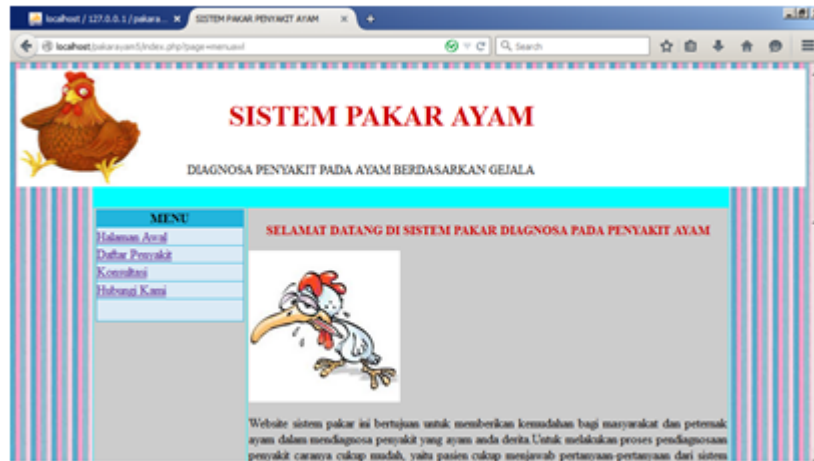 localhost / 127.0.0.1 / pakara...
SISTEM PAKAR PENYAKIT AYAM
localhost/pakarayam5/index.php?page=menuawl
Search
SISTEM PAKAR AYAM
DIAGNOSA PENYAKIT PADA AYAM BERDASARKAN GEJALA
MENU
Halaman Awal
Daftar Penyakit
Konsultasi
Hubungi Kami
SELAMAT DATANG DI SISTEM PAKAR DIAGNOSA PADA PENYAKIT AYAM
Website sistem pakar ini bertujuan untuk memberikan kemudahan bagi masyarakat dan peternak
ayam dalam mendiagnosa penyakit yang ayam anda derita.Untuk melakukan proses pendiagnosaan
penyakit caranya cukup mudah, yaitu pasien cukup menjawab pertanyaan-pertanyaan dari sistem